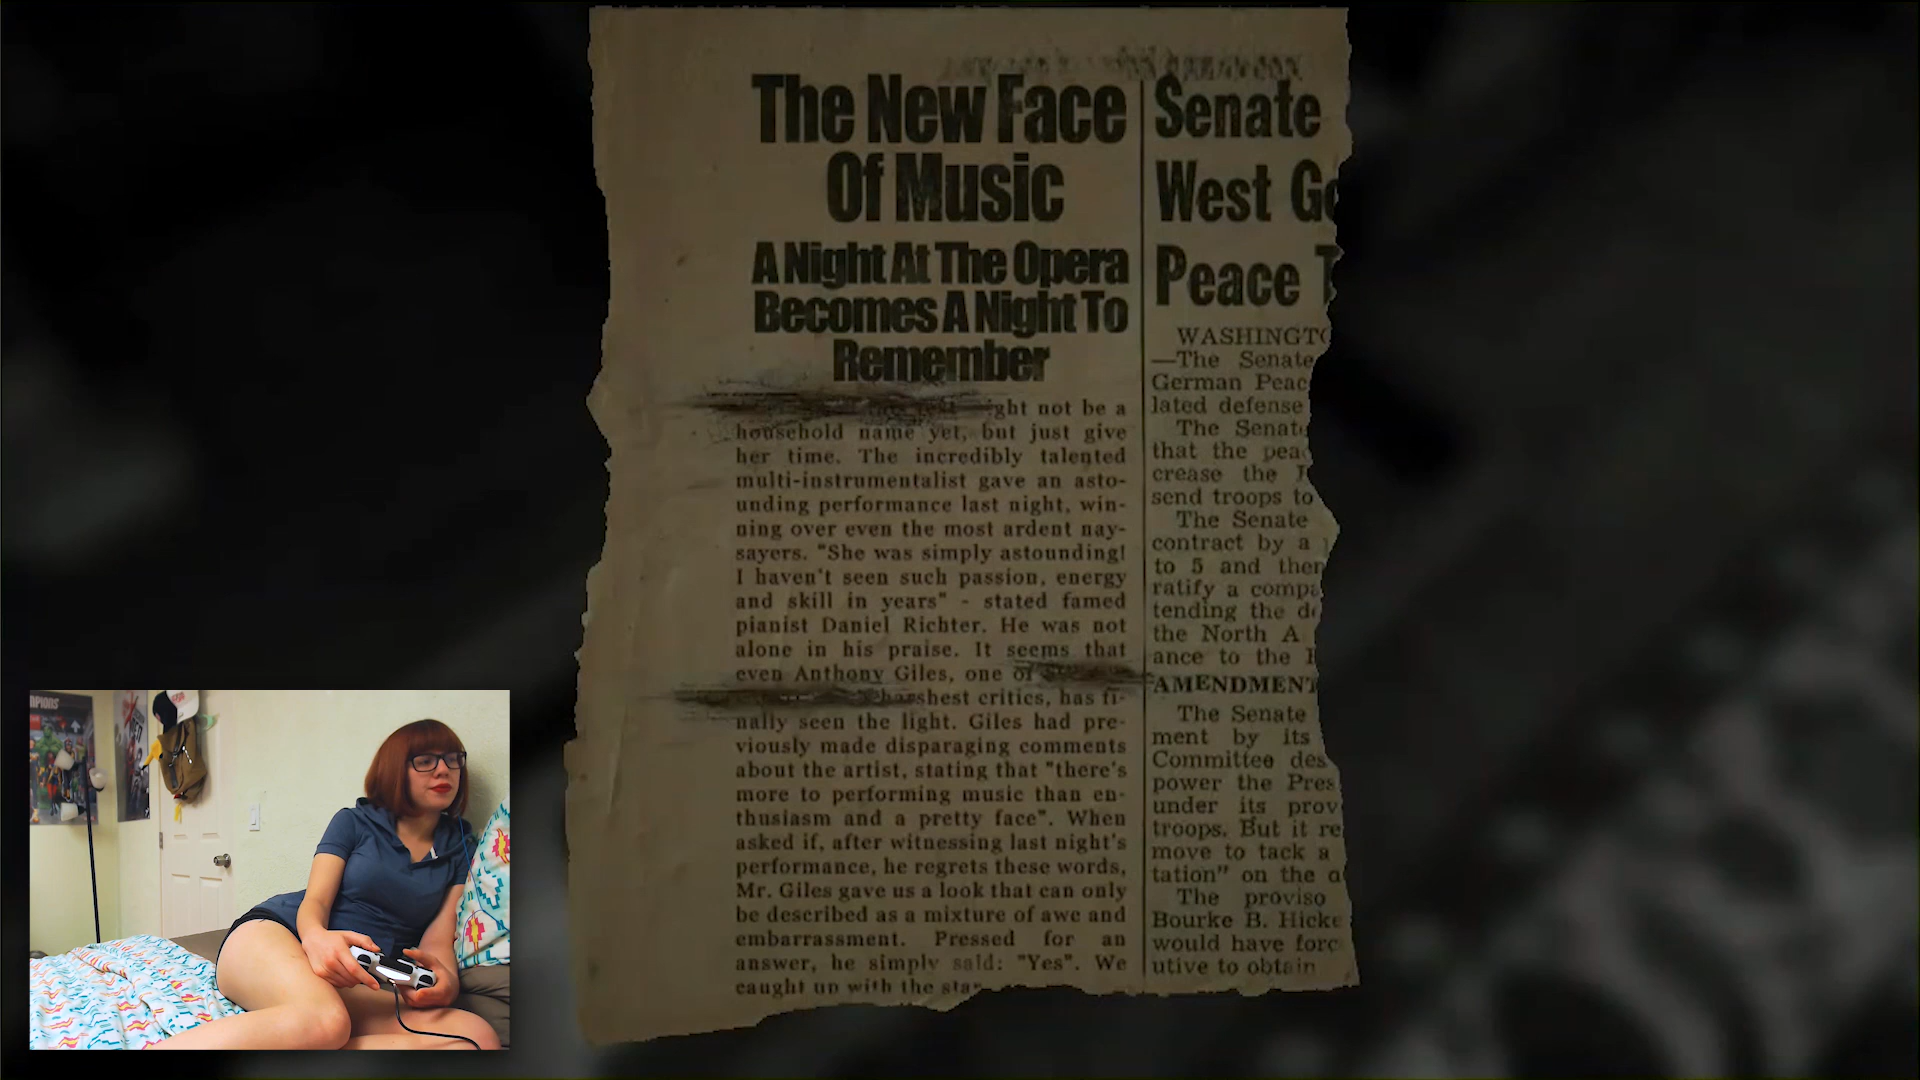 The New Face
Of Music
A Night At The Opera
Becomes A Night To
Remember
not be a
household name yet, but just give
her time. The incredibly talented
multi-instrumentalist gave an asto-
unding performance last night, win-
ning over even the most ardent nay-
sayers. "She was simply astounding!
I haven't seen such passion, energy
and skill in years" - stated famed
pianist Daniel Richter. He was not
alone in his praise. It seems that
even Anthony Giles, one of
harshest critics, has fi-
nally seen the light. Giles had pre-
viously made disparaging comments
about the artist, stating that "there's
more to performing music than en-
thusiasm and a pretty face". When
asked if, after witnessing last night's
performance, he regrets these words,
Mr. Giles gave us a look that can only
be described as a mixture of awe and
embarrassment. Pressed for an
answer, he simply said: "Yes". We
caught up with the
Senate
West
Peace
—The Senate
German
lated defense
The
that the
crease the
send troops to
The Senate
contract by a
to 5 and
ratify a
tending the
the North A
ance to the
AMENDMENT
The Senate
ment by its
Committee
power the
under its
troops. But it
move to tack a
tation" on the
The proviso
Bourke B.
would have
utive to obtain